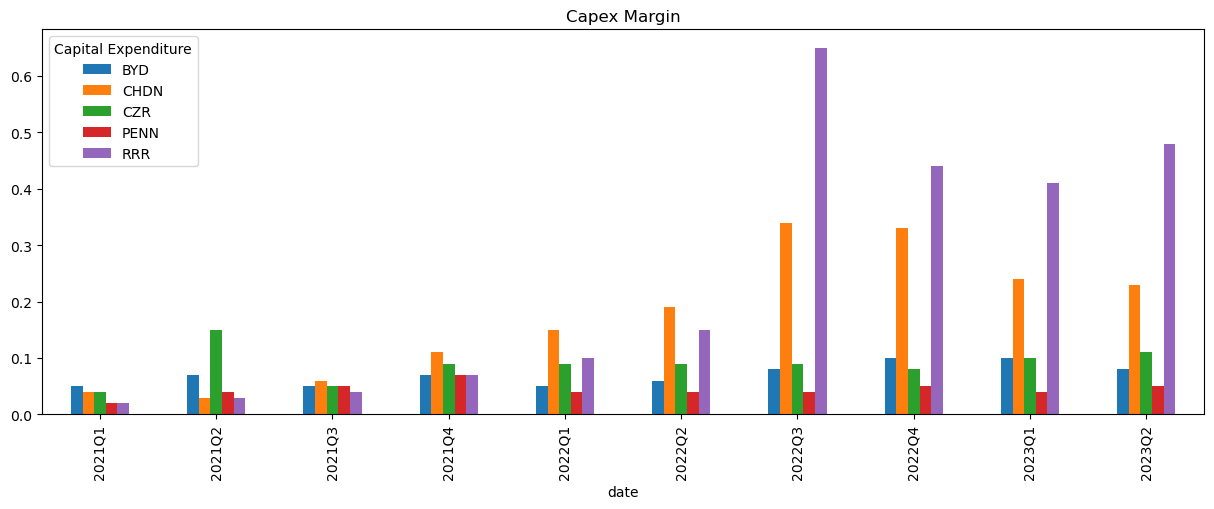 Capex Margin
Capital Expenditure
BYD
CHDN
CZR
PENN
RRR
0.6
0.5
0.4
0.3
0.2
0.1
0.0
2021Q1
2021Q2
2021Q3
2021Q4
2022Q1
2022Q2
2022Q3
2022Q4
2023Q1
2023Q2
date